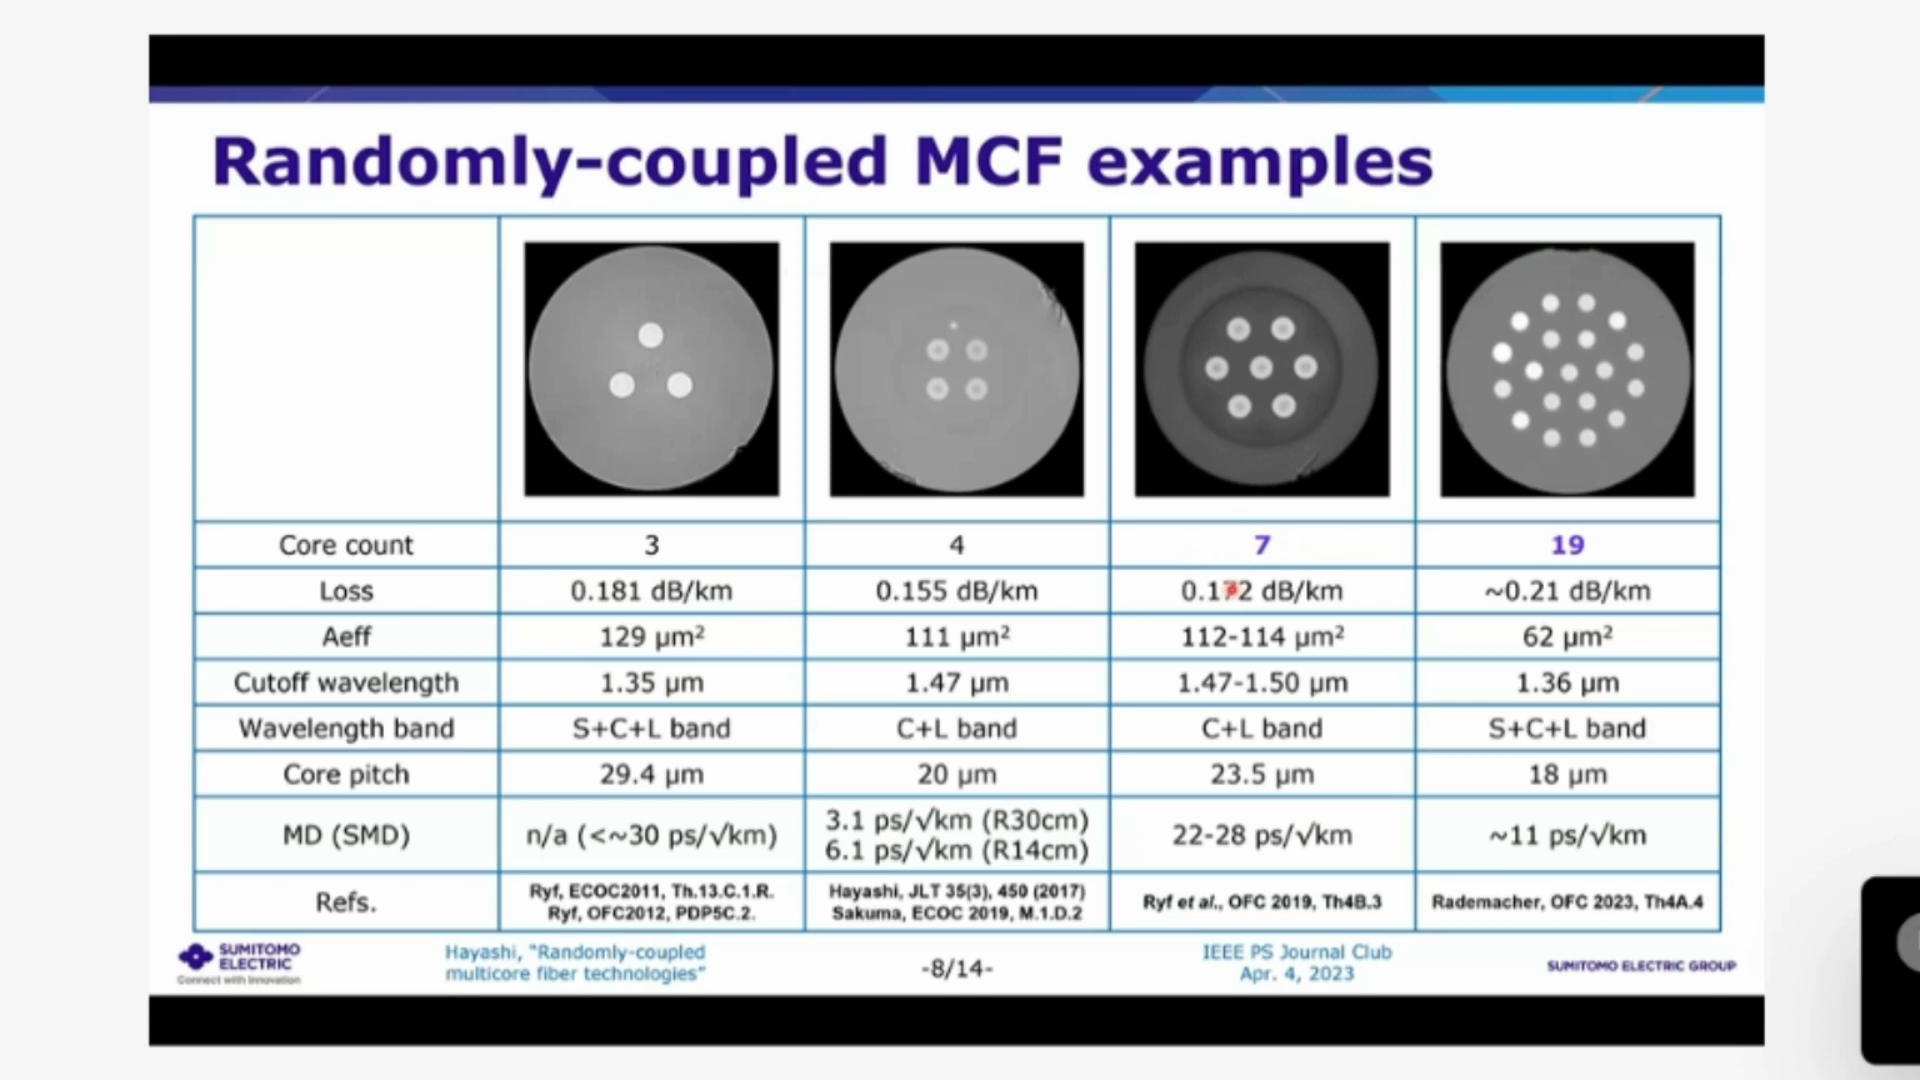 Randomly-coupled MCF examples
Core count 3 4 7 19
Loss 0.181 dB/km 0.155 dB/km 0.172 dB/km ~0.21 dB/km
Aeff 129 µm² 111 µm² 112-114 µm² 62 µm²
Cutoff wavelength 1.35 µm 1.47 µm 1.47-1.50 µm 1.36 µm
Wavelength band S+C+L band C+L band C+L band S+C+L band
Core pitch 29.4 µm 20 µm 23.5 µm 18 µm
MD (SMD) n/a (<~30 ps/√km) 3.1 ps/√km (R30cm) 22-28 ps/√km ~11 ps/√km
6.1 ps/√km (R14cm)
Refs. Ryf, ECOC2011, Th.13.C.1.R. Hayashi, JLT 35(3), 450 (2017) Ryf et al., OFC 2019, Th4B.3 Rademacher, OFC 2023, Th4A.4
Ryf, OFC2012, PDP5C.2. Sakuma, ECOC 2019, M.1.D.2
SUMITOMO
ELECTRIC
Connect with Innovation
Hayashi, "Randomly-coupled
multicore fiber technologies"
-8/14-
IEEE PS Journal Club
Apr. 4, 2023
SUMITOMO ELECTRIC GROUP